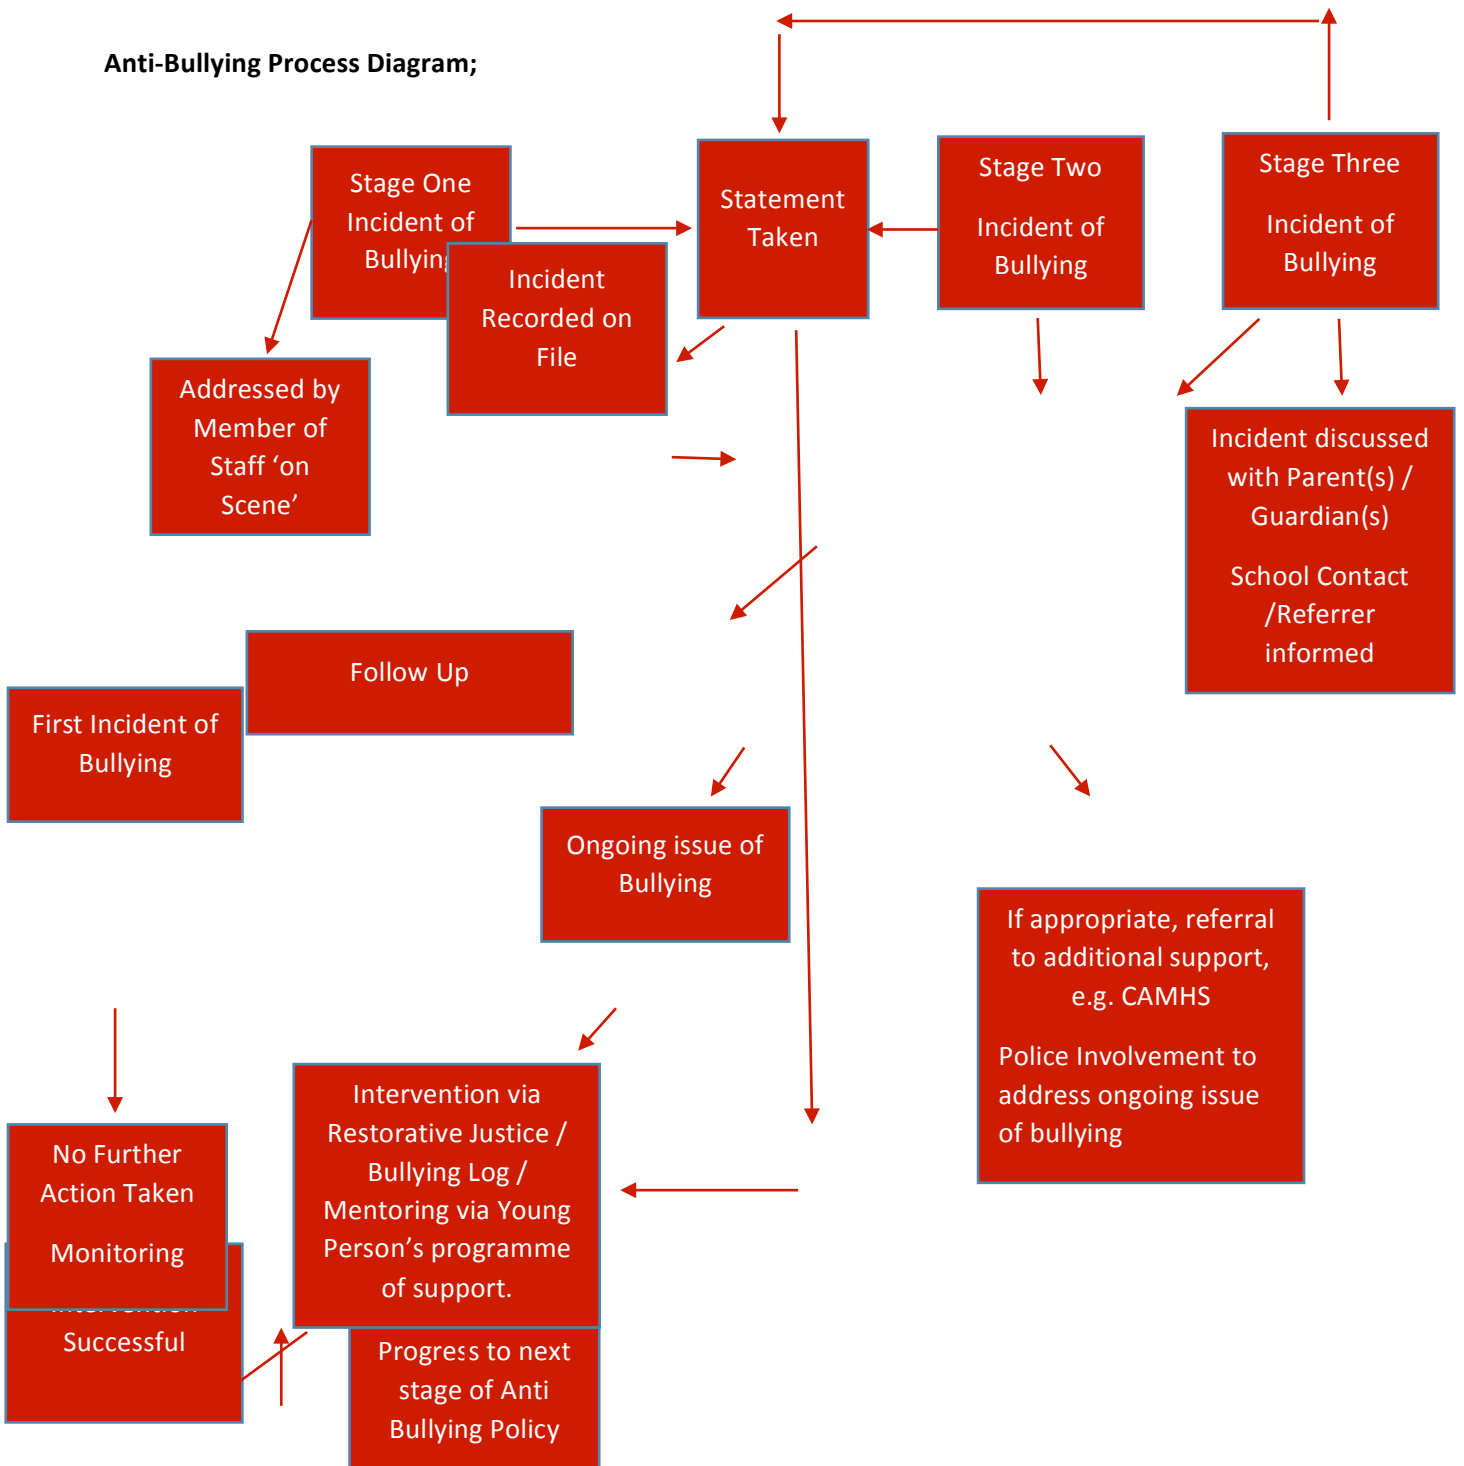 Anti-Bullying Process Diagram;
Stage One
Incident of
Bullying
Incident
Recorded on
File
Statement
Taken
Stage Two
Incident of
Bullying
Stage Three
Incident of
Bullying
Addressed by
Member of
Staff ‘on
Scene’
Incident discussed
with Parent(s) /
Guardian(s)
School Contact
/Referrer
informed
Follow Up
First Incident of
Bullying
Ongoing issue of
Bullying
If appropriate, referral
to additional support,
e.g. CAMHS
Police Involvement to
address ongoing issue
of bullying
No Further
Action Taken
Monitoring
Intervention via
Restorative Justice /
Bullying Log /
Mentoring via Young
Person’s programme
of support.
Intervention
Successful
Progress to next
stage of Anti
Bullying Policy